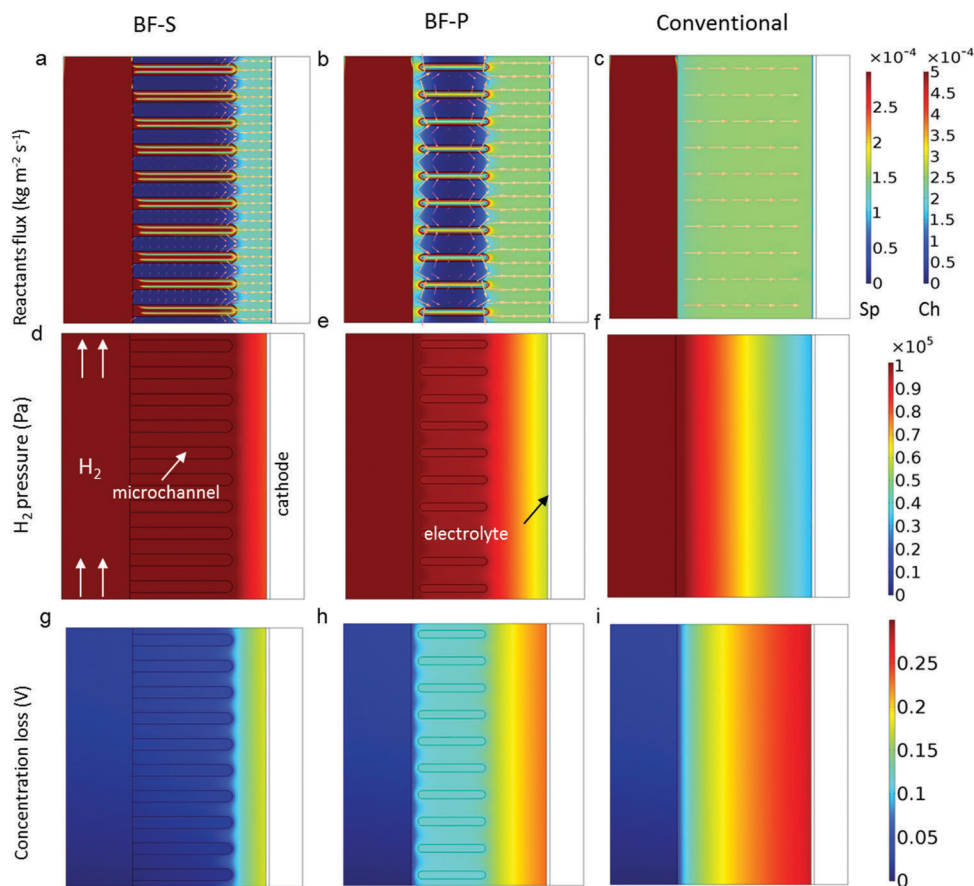 BF-S BF-P Conventional
a b c ×10⁻⁴ ×10⁻⁴
Reactants flux (kg m⁻² s⁻¹)
2.5
2
1.5
1
0.5
0
Sp
5
4.5
4
3.5
3
2.5
2
1.5
1
0.5
0
Ch
d e f ×10⁵
H₂ pressure (Pa)
H₂
microchannel
cathode
electrolyte
1
0.9
0.8
0.7
0.6
0.5
0.4
0.3
0.2
0.1
0
g h i
Concentration loss (V)
0.25
0.2
0.15
0.1
0.05
0